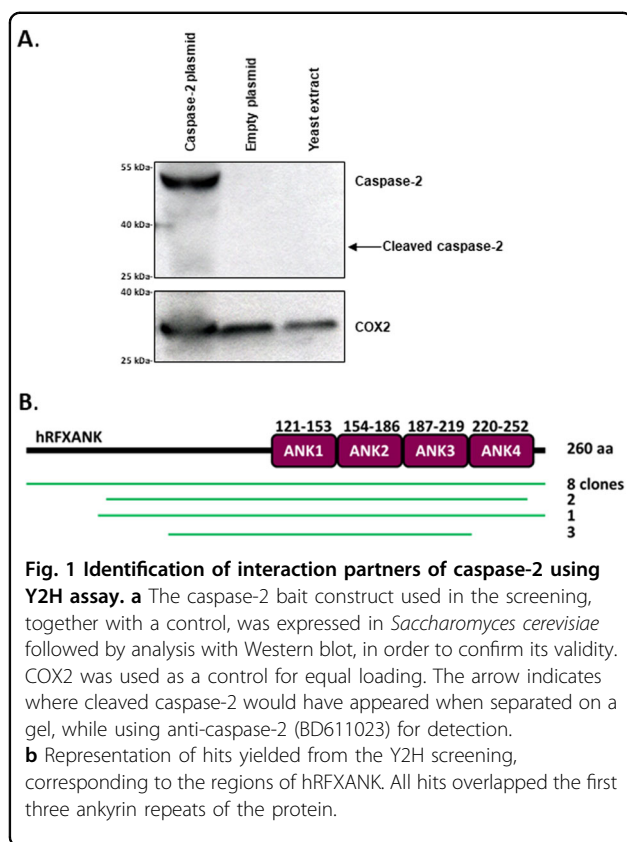 A.
Caspase-2 plasmid
Empty plasmid
Yeast extract
55 kDa-
Caspase-2
40 kDa-
Cleaved caspase-2
25 kDa-
40 kDa-
COX2
25 kDa-
B.
121-153 154-186 187-219 220-252
hRFXANK
ANK1 ANK2 ANK3 ANK4
260 aa
8 clones
2
1
3
Fig. 1 Identification of interaction partners of caspase-2 using
Y2H assay. a The caspase-2 bait construct used in the screening,
together with a control, was expressed in Saccharomyces cerevisiae
followed by analysis with Western blot, in order to confirm its validity.
COX2 was used as a control for equal loading. The arrow indicates
where cleaved caspase-2 would have appeared when separated on a
gel, while using anti-caspase-2 (BD611023) for detection.
b Representation of hits yielded from the Y2H screening,
corresponding to the regions of hRFXANK. All hits overlapped the first
three ankyrin repeats of the protein.